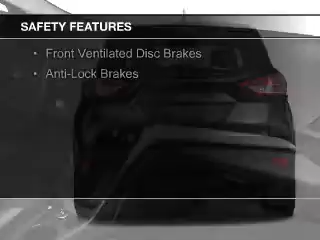 SAFETY FEATURES
• Front Ventilated Disc Brakes
• Anti-Lock Brakes